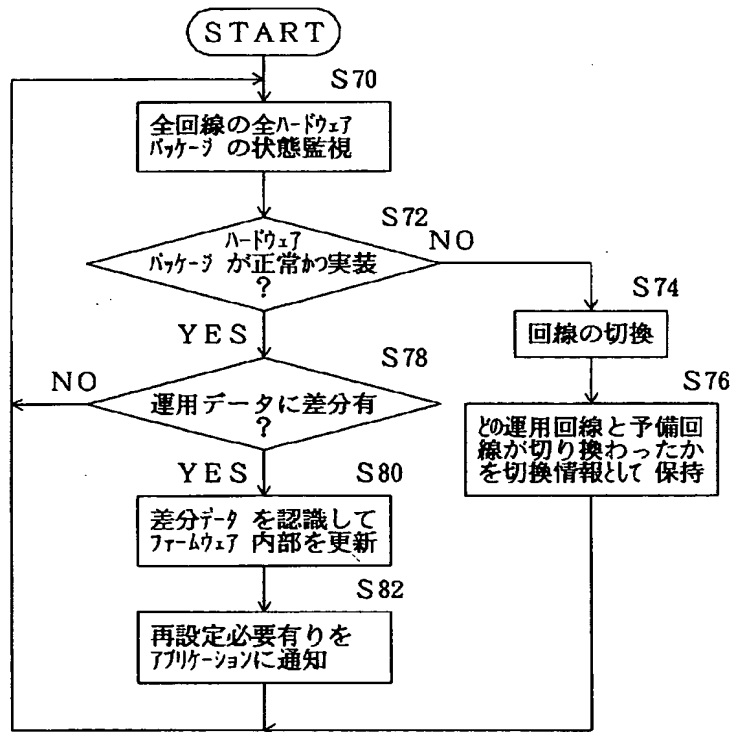 START
S70
全回線の全ハードウェア
パッケージ の状態監視
S72
ハードウェア
パッケージ が正常かつ実装
?
NO
YES
S74
回線の切換
S76
どの運用回線と予備回
線が切り換わったか
を切換情報として 保持
S78
NO
運用データに差分有
?
YES
S80
差分データ を認識して
ファームウェア 内部を更新
S82
再設定必要有りを
アプリケーションに通知